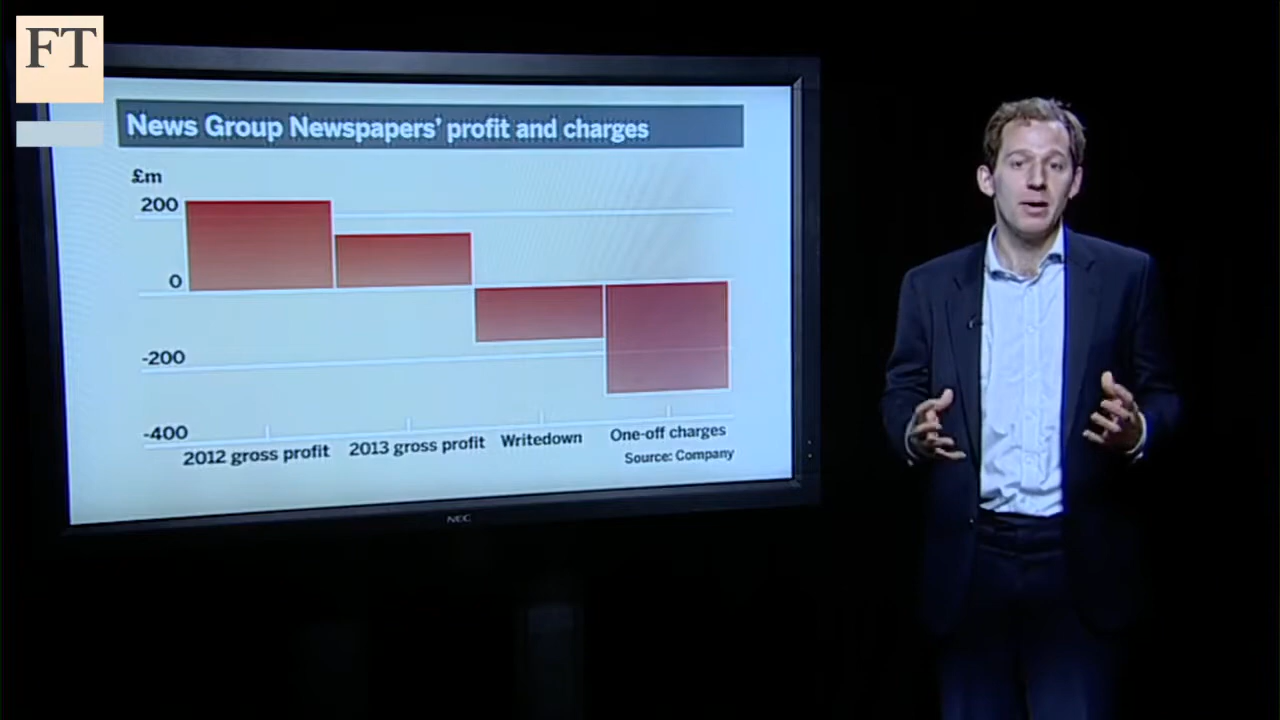 FT
News Group Newspapers' profit and charges
£m
200
0
-200
-400
2012 gross profit
2013 gross profit
Writedown
One-off charges
Source: Company
NEC